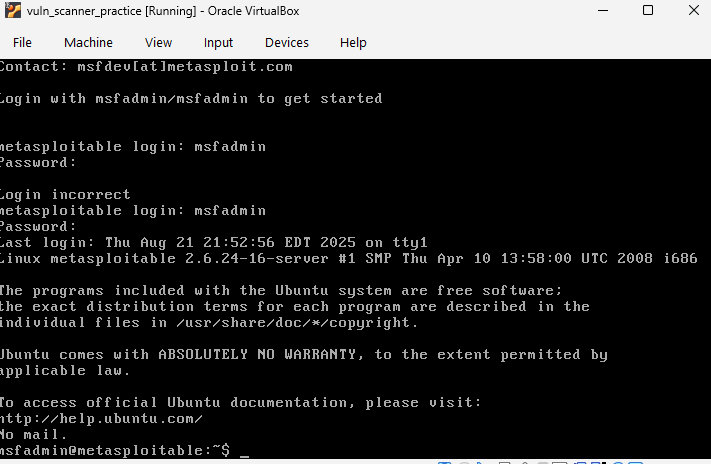 vuln_scanner_practice [Running] - Oracle VirtualBox
File Machine View Input Devices Help
Contact: msfdev[at]metasploit.com
Login with msfadmin/msfadmin to get started
metasploitable login: msfadmin
Password:
Login incorrect
metasploitable login: msfadmin
Password:
Last login: Thu Aug 21 21:52:56 EDT 2025 on tty1
Linux metasploitable 2.6.24-16-server #1 SMP Thu Apr 10 13:58:00 UTC 2008 i686
The programs included with the Ubuntu system are free software;
the exact distribution terms for each program are described in the
individual files in /usr/share/doc/*/copyright.
Ubuntu comes with ABSOLUTELY NO WARRANTY, to the extent permitted by
applicable law.
To access official Ubuntu documentation, please visit:
http://help.ubuntu.com/
No mail.
msfadmin@metasploitable:~$ _